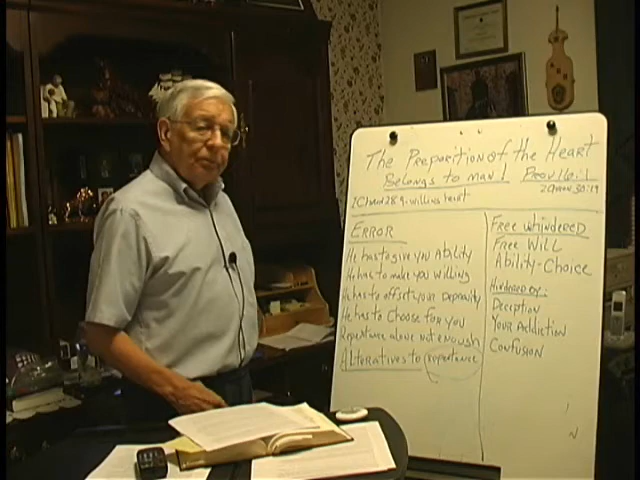 The Preparation of the Heart
Belongs to man! Prov 16:1
1Chron 28:9. willing heart
2Chron 30:19
ERROR
He has to give you Ability
He has to make you willing
He has to offset your Depravity
He has to Choose for you
Repentance alone not enough
Alternatives to repentance
Free whindered
Free Will
Ability-Choice
Hindered by:
Deception
Your Addiction
Confusion